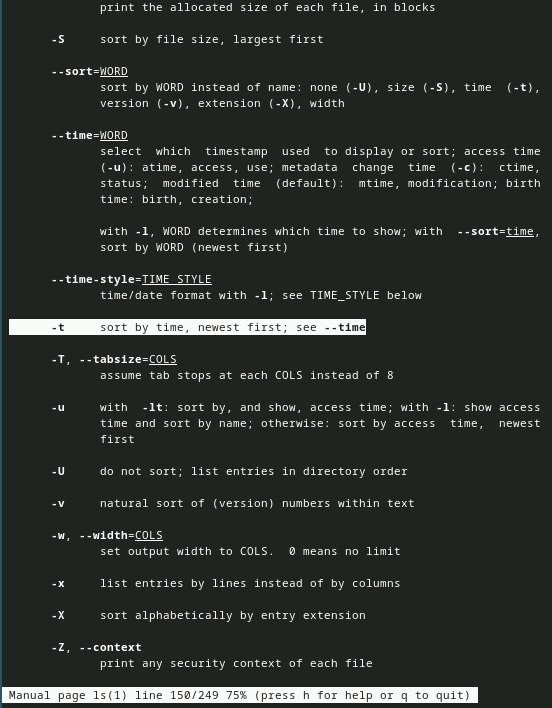 print the allocated size of each file, in blocks
-S     sort by file size, largest first
--sort=WORD
sort by WORD instead of name: none (-U), size (-S), time  (-t),
version (-v), extension (-X), width
--time=WORD
select  which  timestamp  used  to display or sort; access time
(-u): atime, access, use; metadata  change  time  (-c):  ctime,
status;  modified  time  (default):  mtime, modification; birth
time: birth, creation;
with -l, WORD determines which time to show; with  --sort=time,
sort by WORD (newest first)
--time-style=TIME_STYLE
time/date format with -l; see TIME_STYLE below
-t     sort by time, newest first; see --time
-T, --tabsize=COLS
assume tab stops at each COLS instead of 8
-u     with  -lt: sort by, and show, access time; with -l: show access
time and sort by name; otherwise: sort by access  time,  newest
first
-U     do not sort; list entries in directory order
-v     natural sort of (version) numbers within text
-w, --width=COLS
set output width to COLS.  0 means no limit
-x     list entries by lines instead of by columns
-X     sort alphabetically by entry extension
-Z, --context
print any security context of each file
Manual page ls(1) line 150/249 75% (press h for help or q to quit)